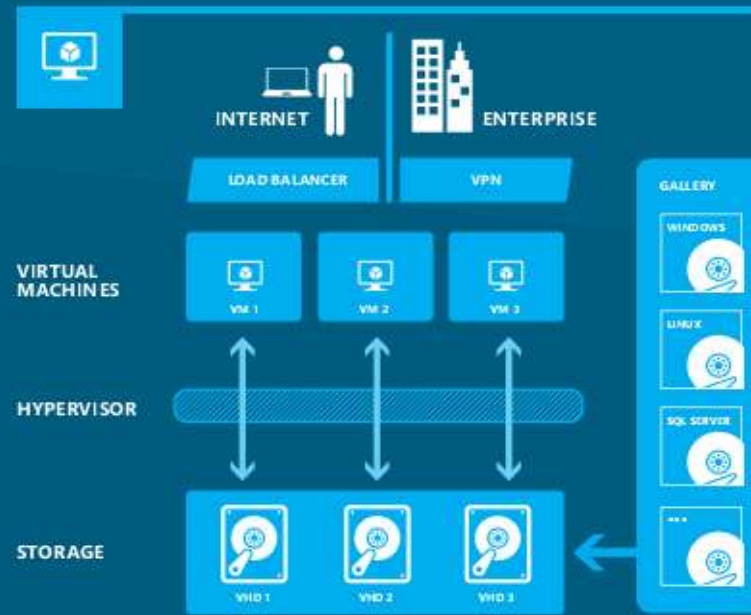 INTERNET
ENTERPRISE
LOAD BALANCER
VPN
GALLERY
WINDOWS
LINUX
SQL SERVER
...
VIRTUAL
MACHINES
VM 1
VM 2
VM 3
HYPERVISOR
STORAGE
VHD 1
VHD 2
VHD 3